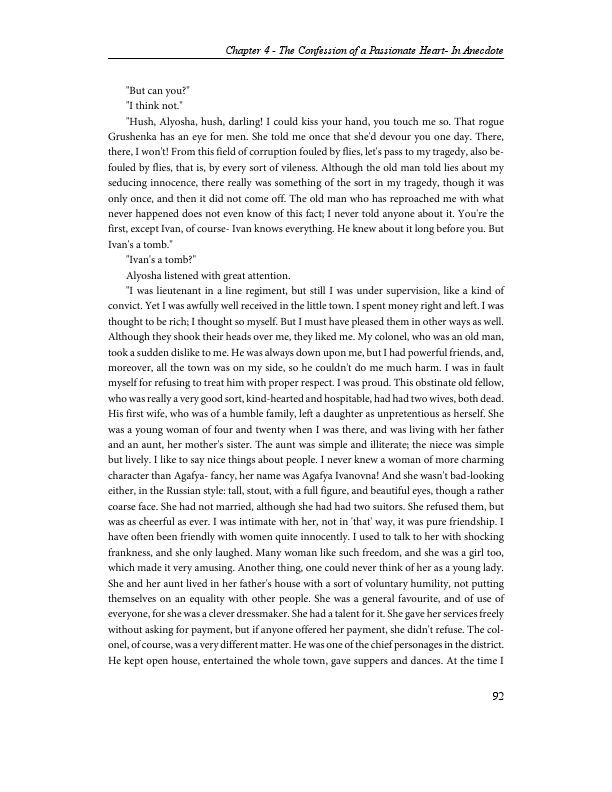 Chapter 4 - The Confession of a Passionate Heart- In Anecdote
"But can you?"
"I think not."
"Hush, Alyosha, hush, darling! I could kiss your hand, you touch me so. That rogue
Grushenka has an eye for men. She told me once that she'd devour you one day. There,
there, I won't! From this field of corruption fouled by flies, let's pass to my tragedy, also be-
fouled by flies, that is, by every sort of vileness. Although the old man told lies about my
seducing innocence, there really was something of the sort in my tragedy, though it was
only once, and then it did not come off. The old man who has reproached me with what
never happened does not even know of this fact; I never told anyone about it. You're the
first, except Ivan, of course- Ivan knows everything. He knew about it long before you. But
Ivan's a tomb."
"Ivan's a tomb?"
Alyosha listened with great attention.
"I was lieutenant in a line regiment, but still I was under supervision, like a kind of
convict. Yet I was awfully well received in the little town. I spent money right and left. I was
thought to be rich; I thought so myself. But I must have pleased them in other ways as well.
Although they shook their heads over me, they liked me. My colonel, who was an old man,
took a sudden dislike to me. He was always down upon me, but I had powerful friends, and,
moreover, all the town was on my side, so he couldn't do me much harm. I was in fault
myself for refusing to treat him with proper respect. I was proud. This obstinate old fellow,
who was really a very good sort, kind-hearted and hospitable, had had two wives, both dead.
His first wife, who was of a humble family, left a daughter as unpretentious as herself. She
was a young woman of four and twenty when I was there, and was living with her father
and an aunt, her mother's sister. The aunt was simple and illiterate; the niece was simple
but lively. I like to say nice things about people. I never knew a woman of more charming
character than Agafya- fancy, her name was Agafya Ivanovna! And she wasn't bad-looking
either, in the Russian style: tall, stout, with a full figure, and beautiful eyes, though a rather
coarse face. She had not married, although she had had two suitors. She refused them, but
was as cheerful as ever. I was intimate with her, not in 'that' way, it was pure friendship. I
have often been friendly with women quite innocently. I used to talk to her with shocking
frankness, and she only laughed. Many woman like such freedom, and she was a girl too,
which made it very amusing. Another thing, one could never think of her as a young lady.
She and her aunt lived in her father's house with a sort of voluntary humility, not putting
themselves on an equality with other people. She was a general favourite, and of use of
everyone, for she was a clever dressmaker. She had a talent for it. She gave her services freely
without asking for payment, but if anyone offered her payment, she didn't refuse. The col-
onel, of course, was a very different matter. He was one of the chief personages in the district.
He kept open house, entertained the whole town, gave suppers and dances. At the time I
92